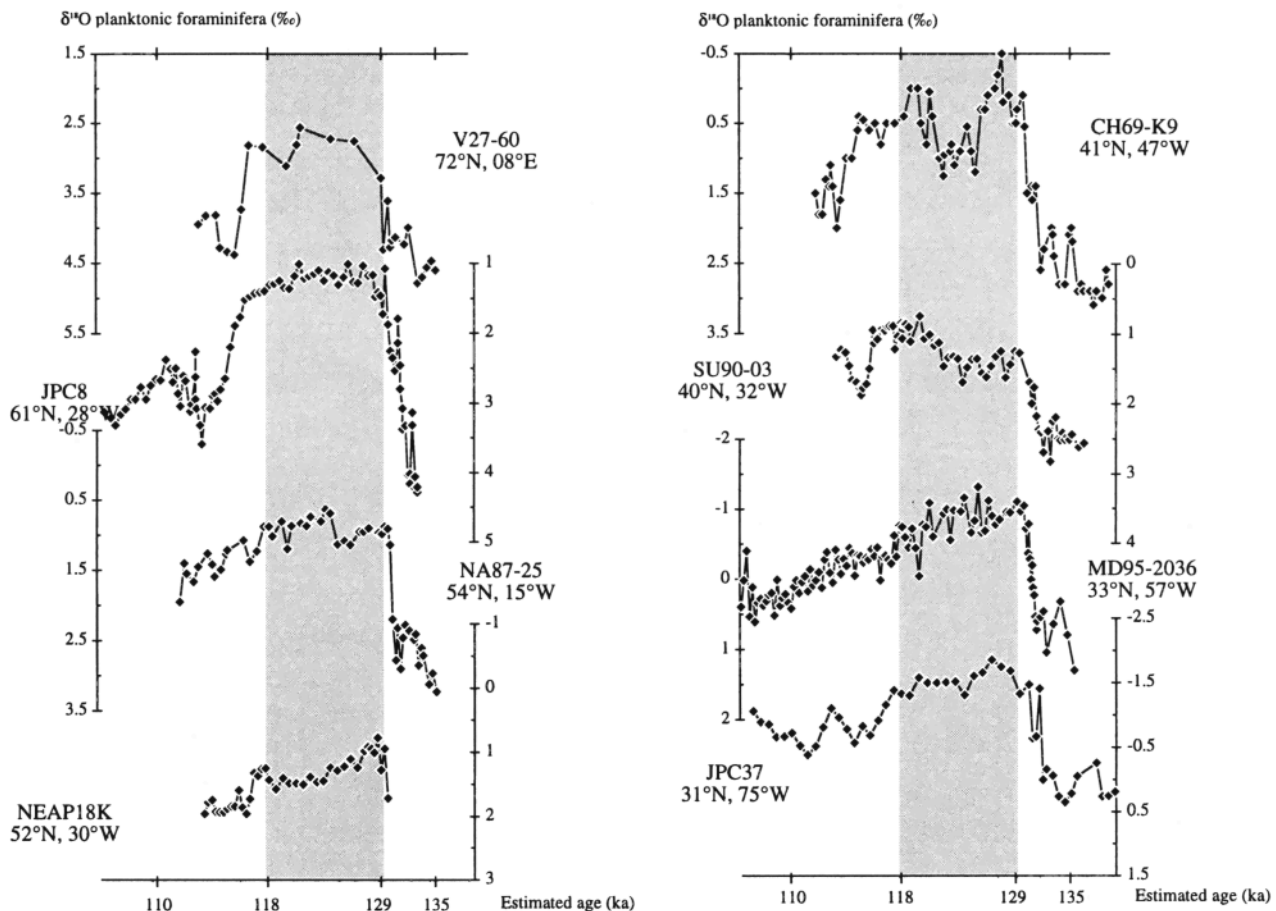 δ¹⁸O planktonic foraminifera (‰)
1.5
2.5
3.5
4.5
5.5
V27-60
72°N, 08°E
1
2
3
4
5
JPC8
61°N, 28°W
-0.5
0.5
1.5
2.5
3.5
NA87-25
54°N, 15°W
-1
0
1
2
3
NEAP18K
52°N, 30°W
110
118
129
135
Estimated age (ka)
δ¹⁸O planktonic foraminifera (‰)
-0.5
0.5
1.5
2.5
3.5
CH69-K9
41°N, 47°W
0
1
2
3
4
SU90-03
40°N, 32°W
-2
-1
0
1
2
MD95-2036
33°N, 57°W
-2.5
-1.5
-0.5
0.5
1.5
JPC37
31°N, 75°W
110
118
129
135
Estimated age (ka)